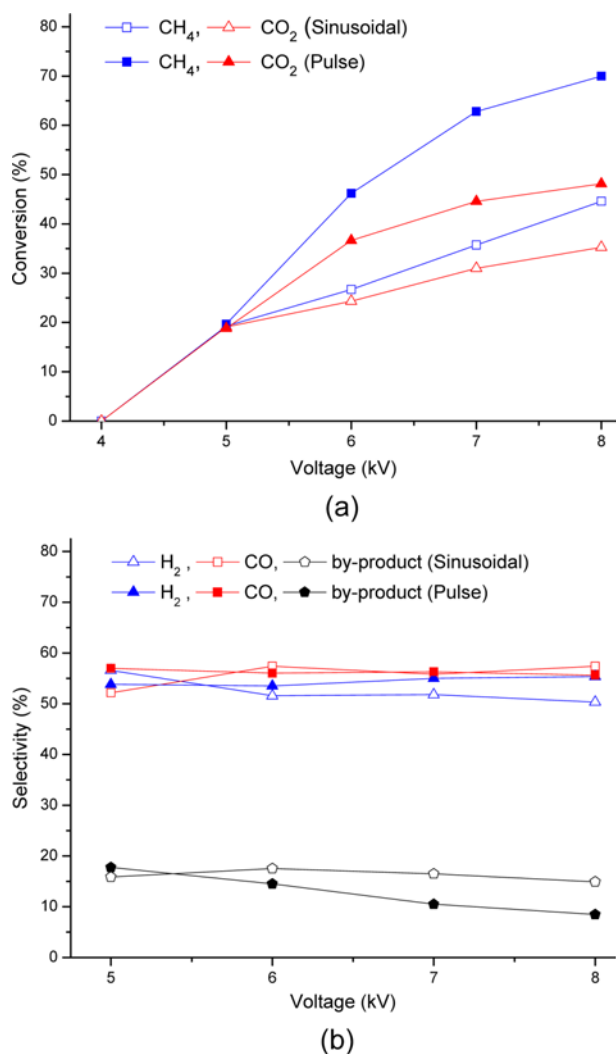 80
CH₄, CO₂ (Sinusoidal)
CH₄, CO₂ (Pulse)
70
60
50
40
30
20
10
0
Conversion (%)
4 5 6 7 8
Voltage (kV)
(a)
80
H₂ , CO, by-product (Sinusoidal)
H₂ , CO, by-product (Pulse)
70
60
50
40
30
20
10
0
Selectivity (%)
5 6 7 8
Voltage (kV)
(b)